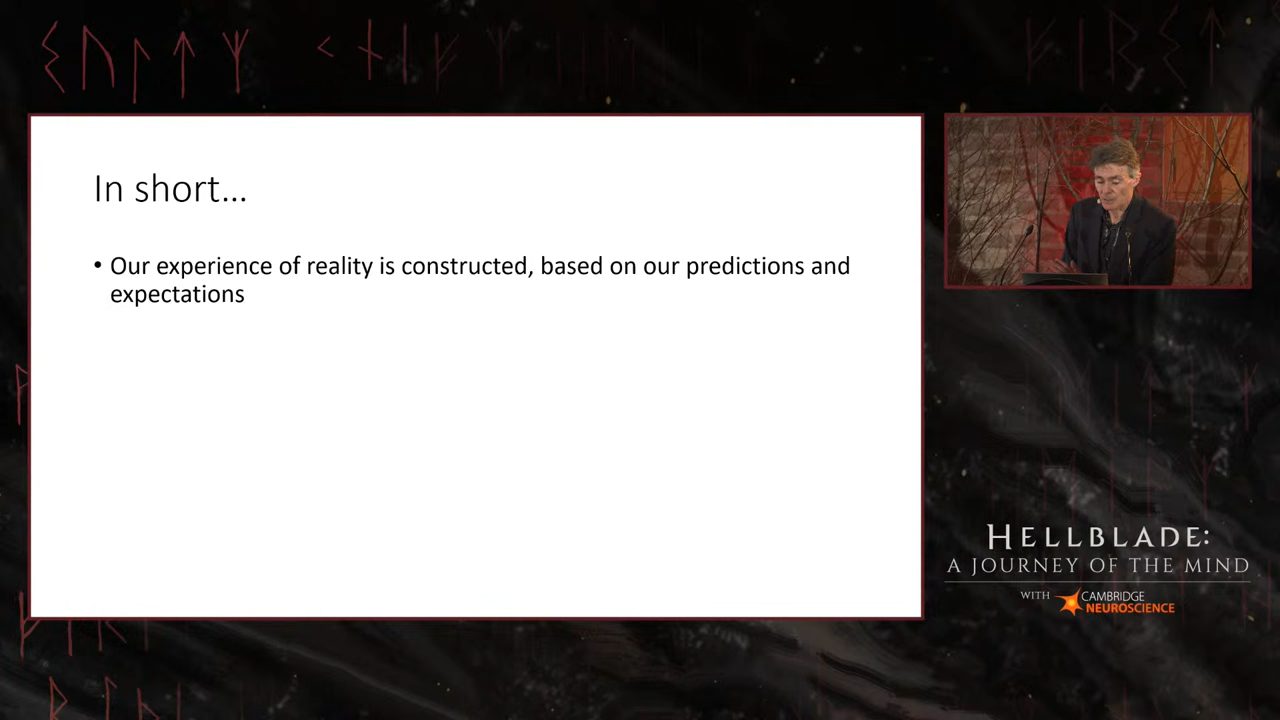 In short...
• Our experience of reality is constructed, based on our predictions and
expectations
HELLBLADE:
A JOURNEY OF THE MIND
WITH CAMBRIDGE
NEUROSCIENCE